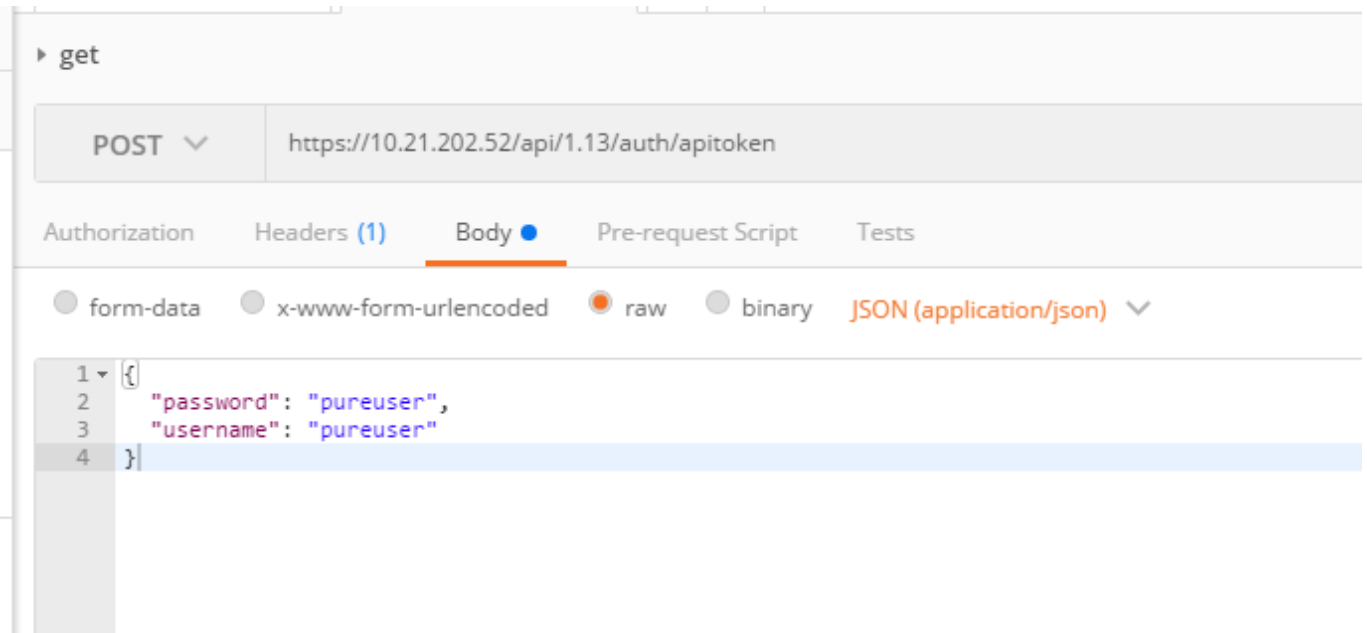 get
POST https://10.21.202.52/api/1.13/auth/apitoken
Authorization Headers (1) Body Pre-request Script Tests
form-data x-www-form-urlencoded raw binary JSON (application/json)
1 {
2 "password": "pureuser",
3 "username": "pureuser"
4 }